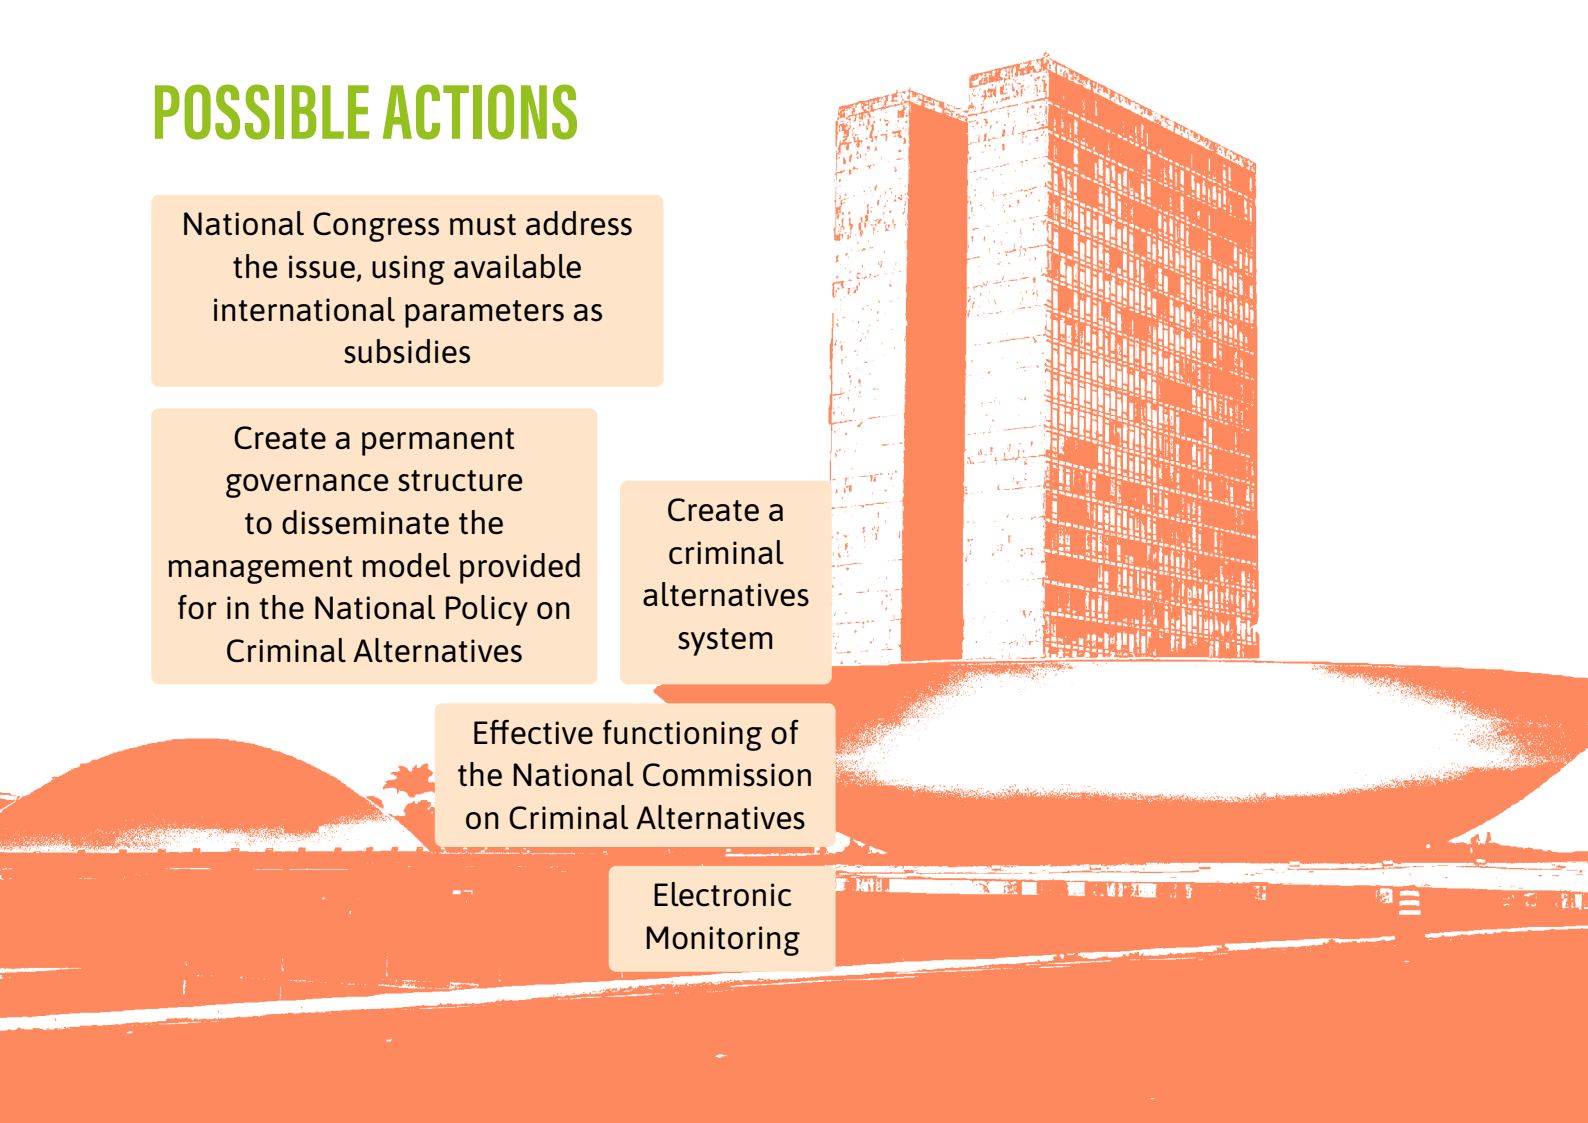 POSSIBLE ACTIONS
National Congress must address
the issue, using available
international parameters as
subsidies
Create a permanent
governance structure
to disseminate the
management model provided
for in the National Policy on
Criminal Alternatives
Create a
criminal
alternatives
system
Effective functioning of
the National Commission
on Criminal Alternatives
Electronic
Monitoring